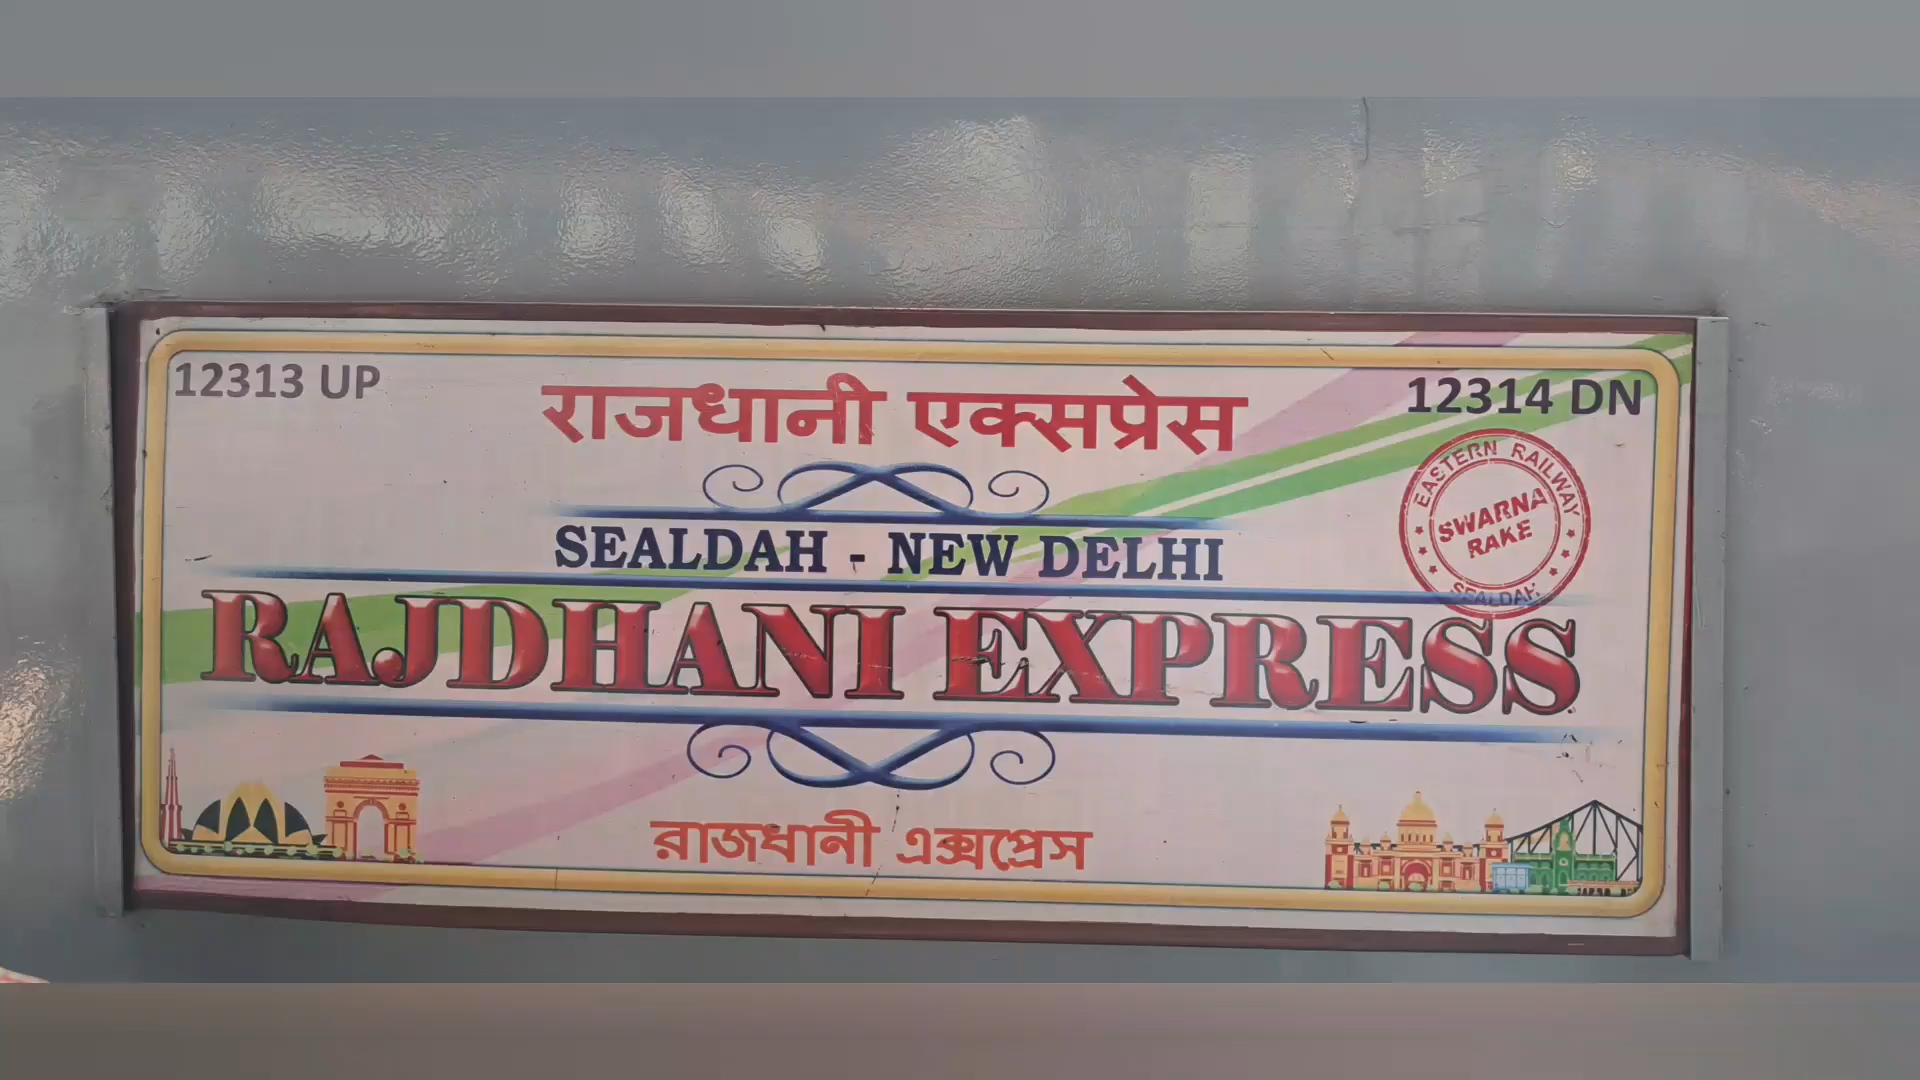 12313 UP
12314 DN
राजधानी एक्सप्रेस
EASTERN RAILWAY
SWARNA
RAKE
SEALDAH
SEALDAH - NEW DELHI
RAJDHANI EXPRESS
রাজধানী এক্সপ্রেস